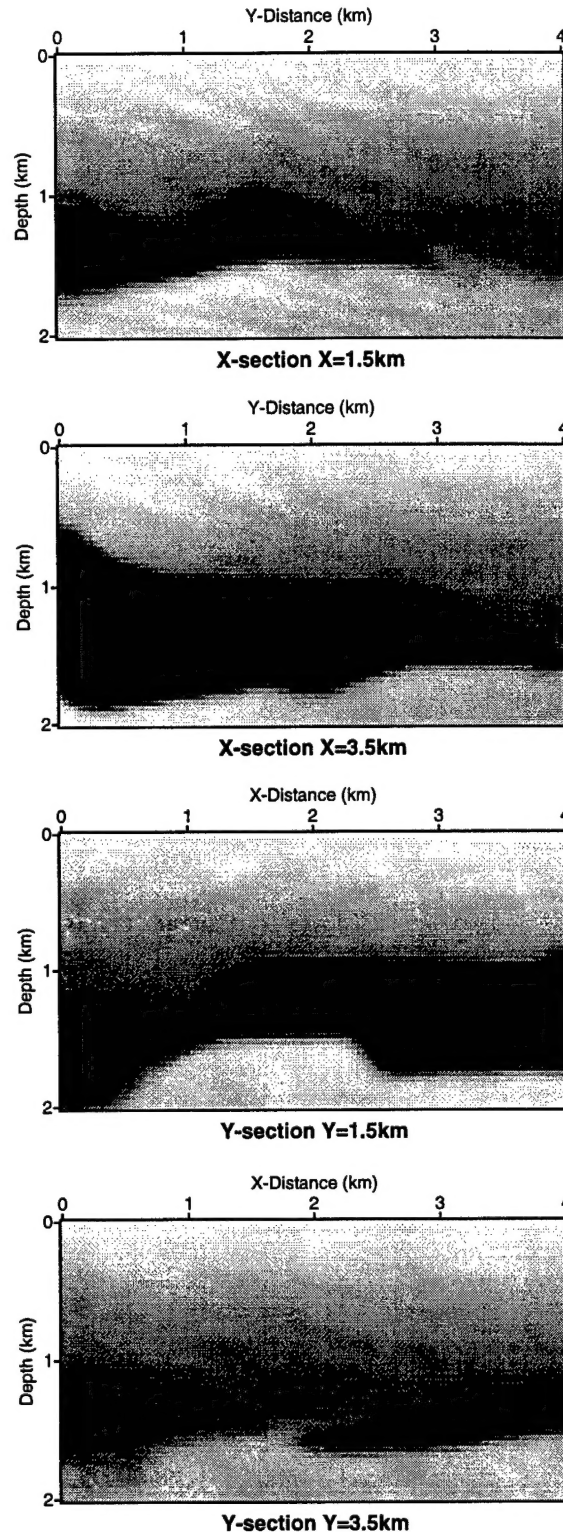 Y-Distance (km)
0 1 2 3 4
0
1
2
Depth (km)
X-section X=1.5km
Y-Distance (km)
0 1 2 3 4
0
1
2
Depth (km)
X-section X=3.5km
X-Distance (km)
0 1 2 3 4
0
1
2
Depth (km)
Y-section Y=1.5km
X-Distance (km)
0 1 2 3 4
0
1
2
Depth (km)
Y-section Y=3.5km